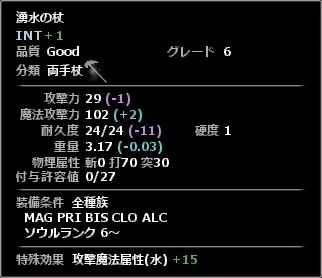 湧水の杖
INT+1
品質 Good グレード 6
分類 両手杖
攻撃力 29 (-1)
魔法攻撃力 102 (+2)
耐久度 24/24 (-11) 硬度 1
重量 3.17 (-0.03)
物理属性 斬0 打70 突30
付与許容値 0/27
装備条件 全種族
MAG PRI BIS CLO ALC
ソウルランク 6～
特殊効果 攻撃魔法属性(水) +15